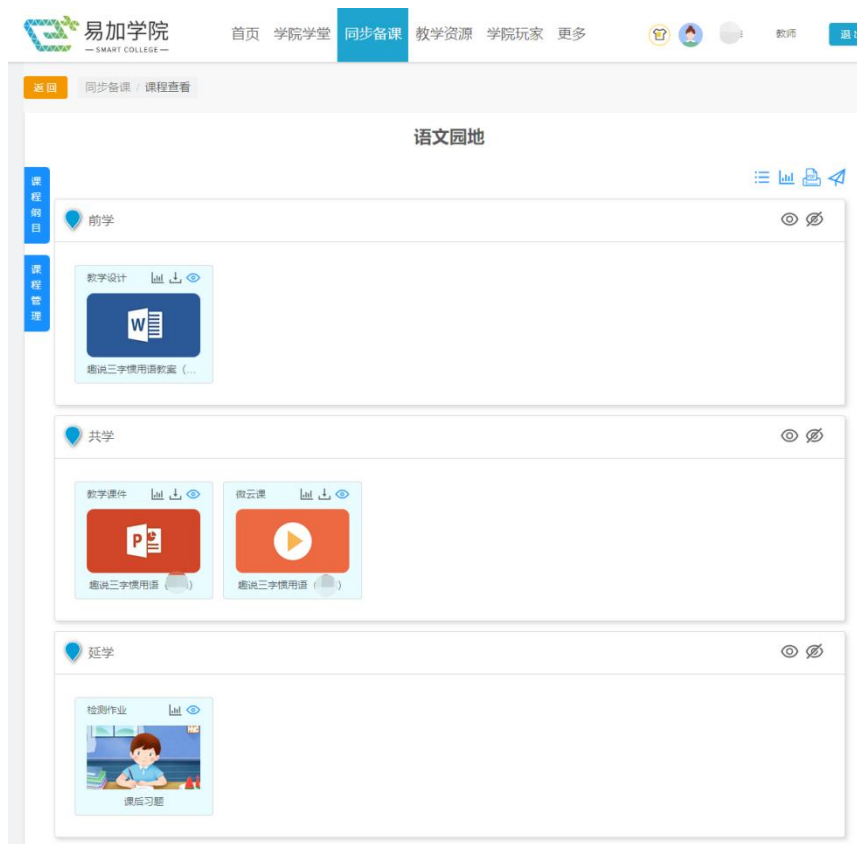 易加学院
— SMART COLLEGE —
首页 学院学堂 同步备课 教学资源 学院玩家 更多
教师
返回 同步备课 / 课程查看
语文园地
课程纲目
课程管理
前学
教学设计
W
趣说三字惯用语教案（...
共学
教学课件 微云课
P
趣说三字惯用语（ ） 趣说三字惯用语（ ）
延学
检测作业
课后习题